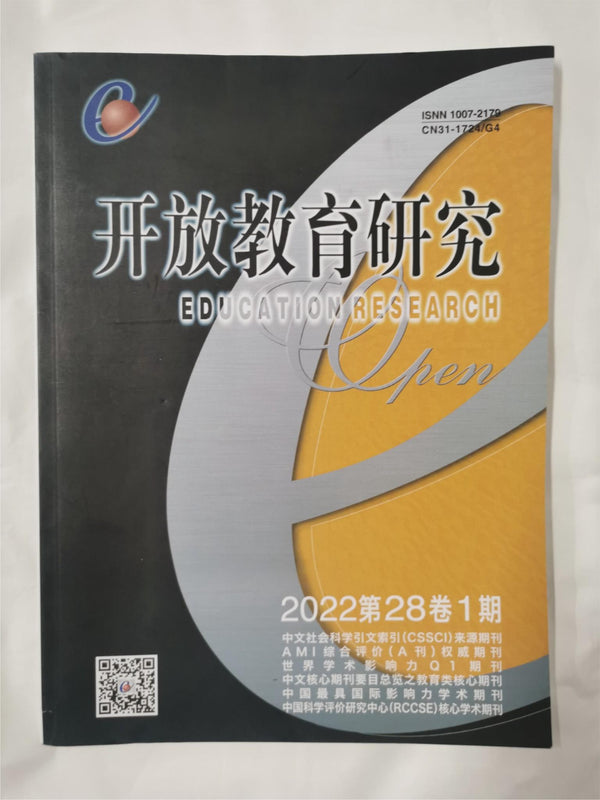 ISNN 1007-2179
CN31-1724/G4
开放教育研究
EDUCATION RESEARCH
Open
2022第28卷1期
中文社会科学引文索引(CSSCI)来源期刊
AMI综合评价(A刊)权威期刊
世界学术影响力Q1期刊
中文核心期刊要目总览之教育类核心期刊
中国最具国际影响力学术期刊
中国科学评价研究中心(RCCSE)核心学术期刊